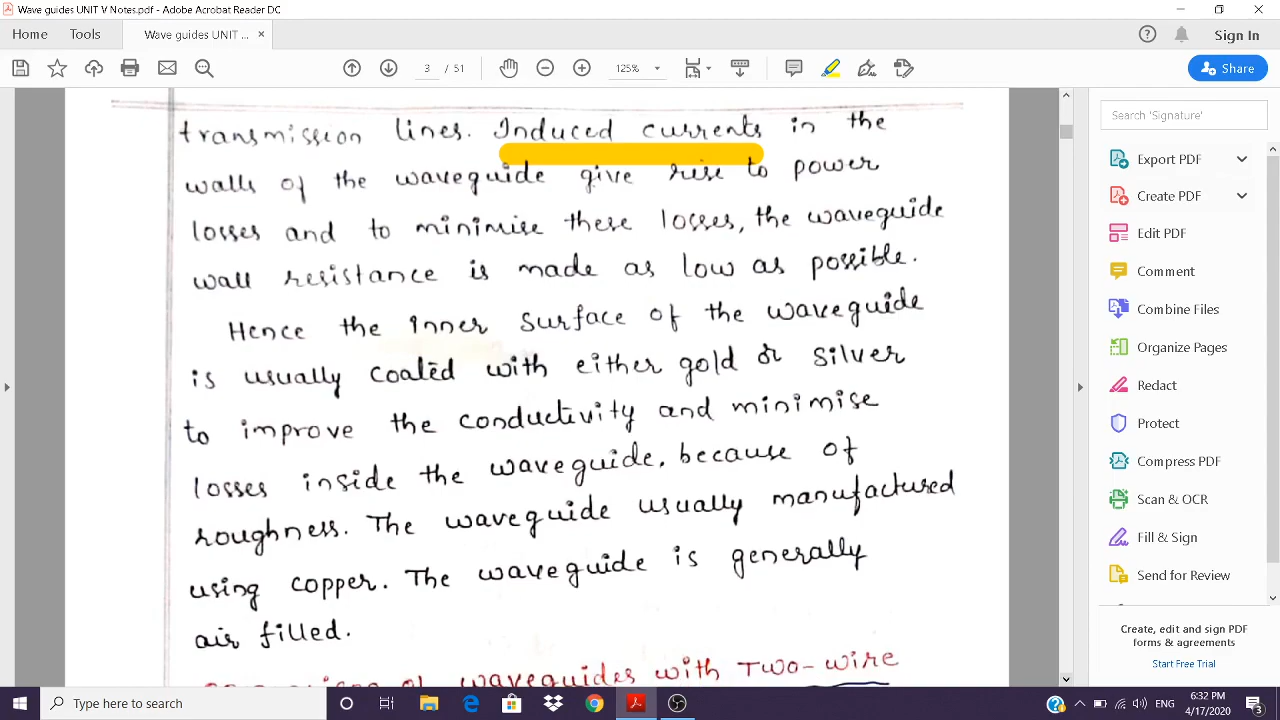 Wave guides UNIT V Notes.pdf - Adobe Acrobat Reader DC
Home Tools Wave guides UNIT ... × Sign In
3 / 51 125% Share
transmission lines. Induced currents in the
walls of the waveguide give rise to power
losses and to minimise these losses, the waveguide
wall resistance is made as low as possible.
Hence the inner surface of the waveguide
is usually coated with either gold or silver
to improve the conductivity and minimise
losses inside the waveguide. because of
roughness. The waveguide usually manufactured
using copper. The waveguide is generally
air filled.
of waveguides with Two-wire
Search 'Signature'
Export PDF
Create PDF
Edit PDF
Comment
Combine Files
Organize Pages
Redact
Protect
Compress PDF
Scan & OCR
Fill & Sign
Send for Review
Create, edit and sign PDF
forms & agreements
Start Free Trial
Type here to search
6:32 PM
4/17/2020
3